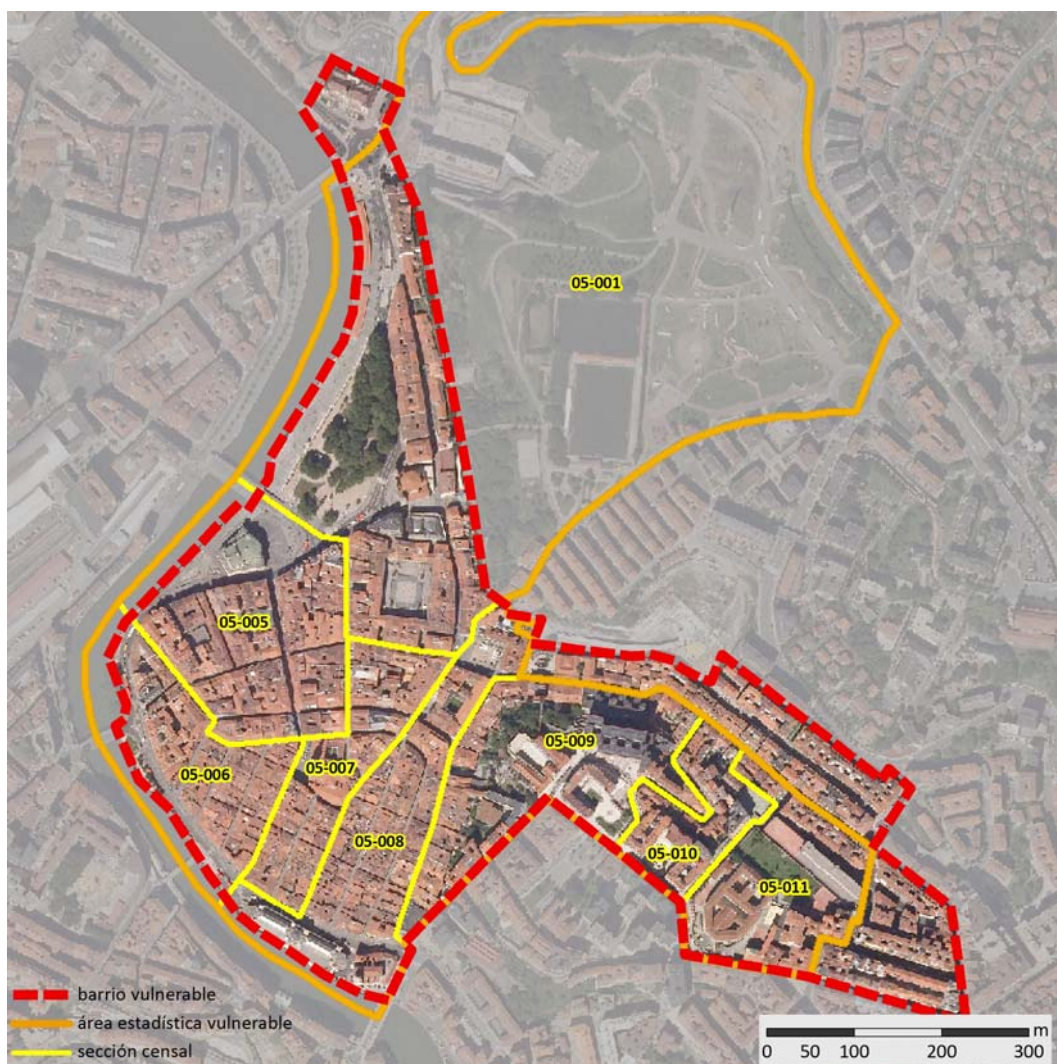 05-001
05-005
05-009
05-006
05-007
05-008
05-010
05-011
barrio vulnerable
área estadística vulnerable
sección censal
m
0 50 100 200 300